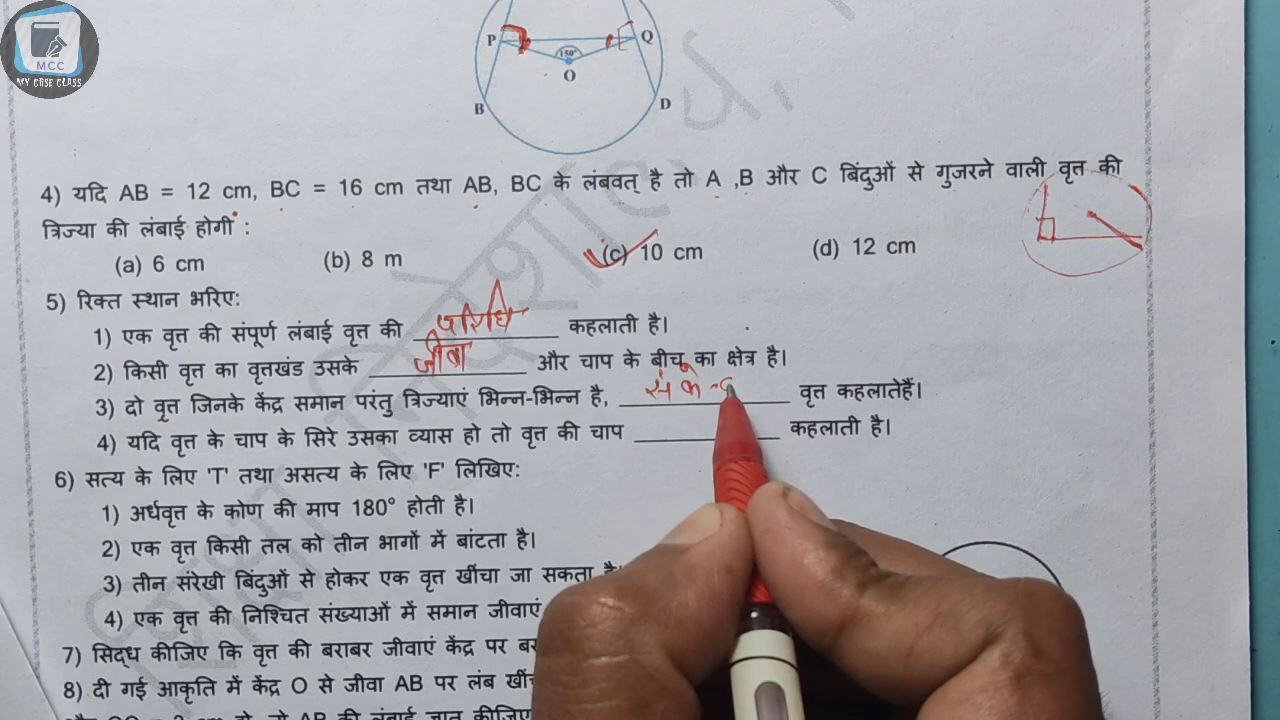 MCC
MY CBSE CLASS
P Q
150°
O
B D
4) यदि AB = 12 cm, BC = 16 cm तथा AB, BC के लंबवत् है तो A ,B और C बिंदुओं से गुजरने वाली वृत्त की
त्रिज्या की लंबाई होगी :
(a) 6 cm (b) 8 m (c) 10 cm (d) 12 cm
5) रिक्त स्थान भरिए:
1) एक वृत्त की संपूर्ण लंबाई वृत्त की परिधि कहलाती है।
2) किसी वृत्त का वृत्तखंड उसके जीवा और चाप के बीच का क्षेत्र है।
3) दो वृत्त जिनके केंद्र समान परंतु त्रिज्याएं भिन्न-भिन्न है, ______ वृत्त कहलातेहैं।
4) यदि वृत्त के चाप के सिरे उसका व्यास हो तो वृत्त की चाप ______ कहलाती है।
6) सत्य के लिए 'T' तथा असत्य के लिए 'F' लिखिए:
1) अर्धवृत्त के कोण की माप 180° होती है।
2) एक वृत्त किसी तल को तीन भागों में बांटता है।
3) तीन संरेखी बिंदुओं से होकर एक वृत्त खींचा जा सकता है।
4) एक वृत्त की निश्चित संख्याओं में समान जीवाएं
7) सिद्ध कीजिए कि वृत्त की बराबर जीवाएं केंद्र पर
8) दी गई आकृति में केंद्र O से जीवा AB पर लंब